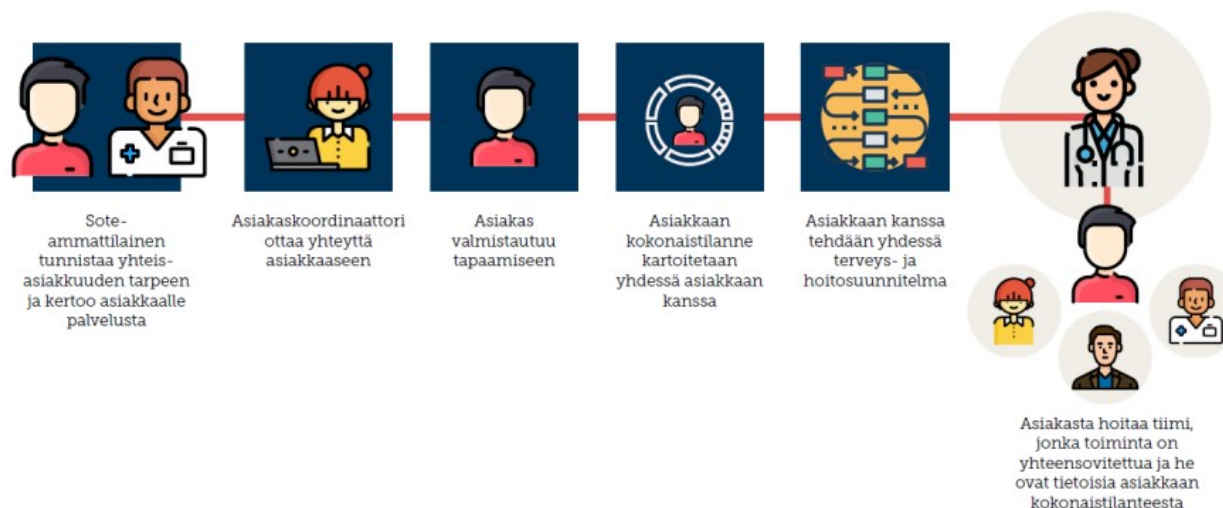 Sote-
ammattilainen
tunnistaa yhteis-
asiakkuuden tarpeen
ja kertoo asiakkaalle
palvelusta
Asiakaskoordinaattori
ottaa yhteyttä
asiakkaaseen
Asiakas
valmistautuu
tapaamiseen
Asiakkaan
kokonaistilanne
kartoitetaan
yhdessä asiakkaan
kanssa
Asiakkaan kanssa
tehdään yhdessä
terveys- ja
hoitosuunnitelma
Asiakasta hoitaa tiimi,
jonka toiminta on
yhteensovitettua ja he
ovat tietoisia asiakkaan
kokonaistilanteesta